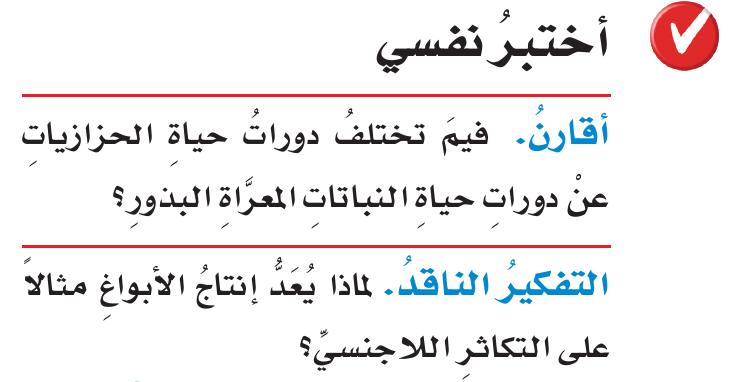 أختبرُ نفسي
أقارنُ. فيمَ تختلفُ دوراتُ حياةِ الحزازياتِ
عنْ دوراتِ حياةِ النباتاتِ المعرَّاةِ البذورِ؟
التفكيرُ الناقدُ. لماذا يُعَدُّ إنتاجُ الأبواغِ مثالاً
على التكاثرِ اللاجنسيِّ؟